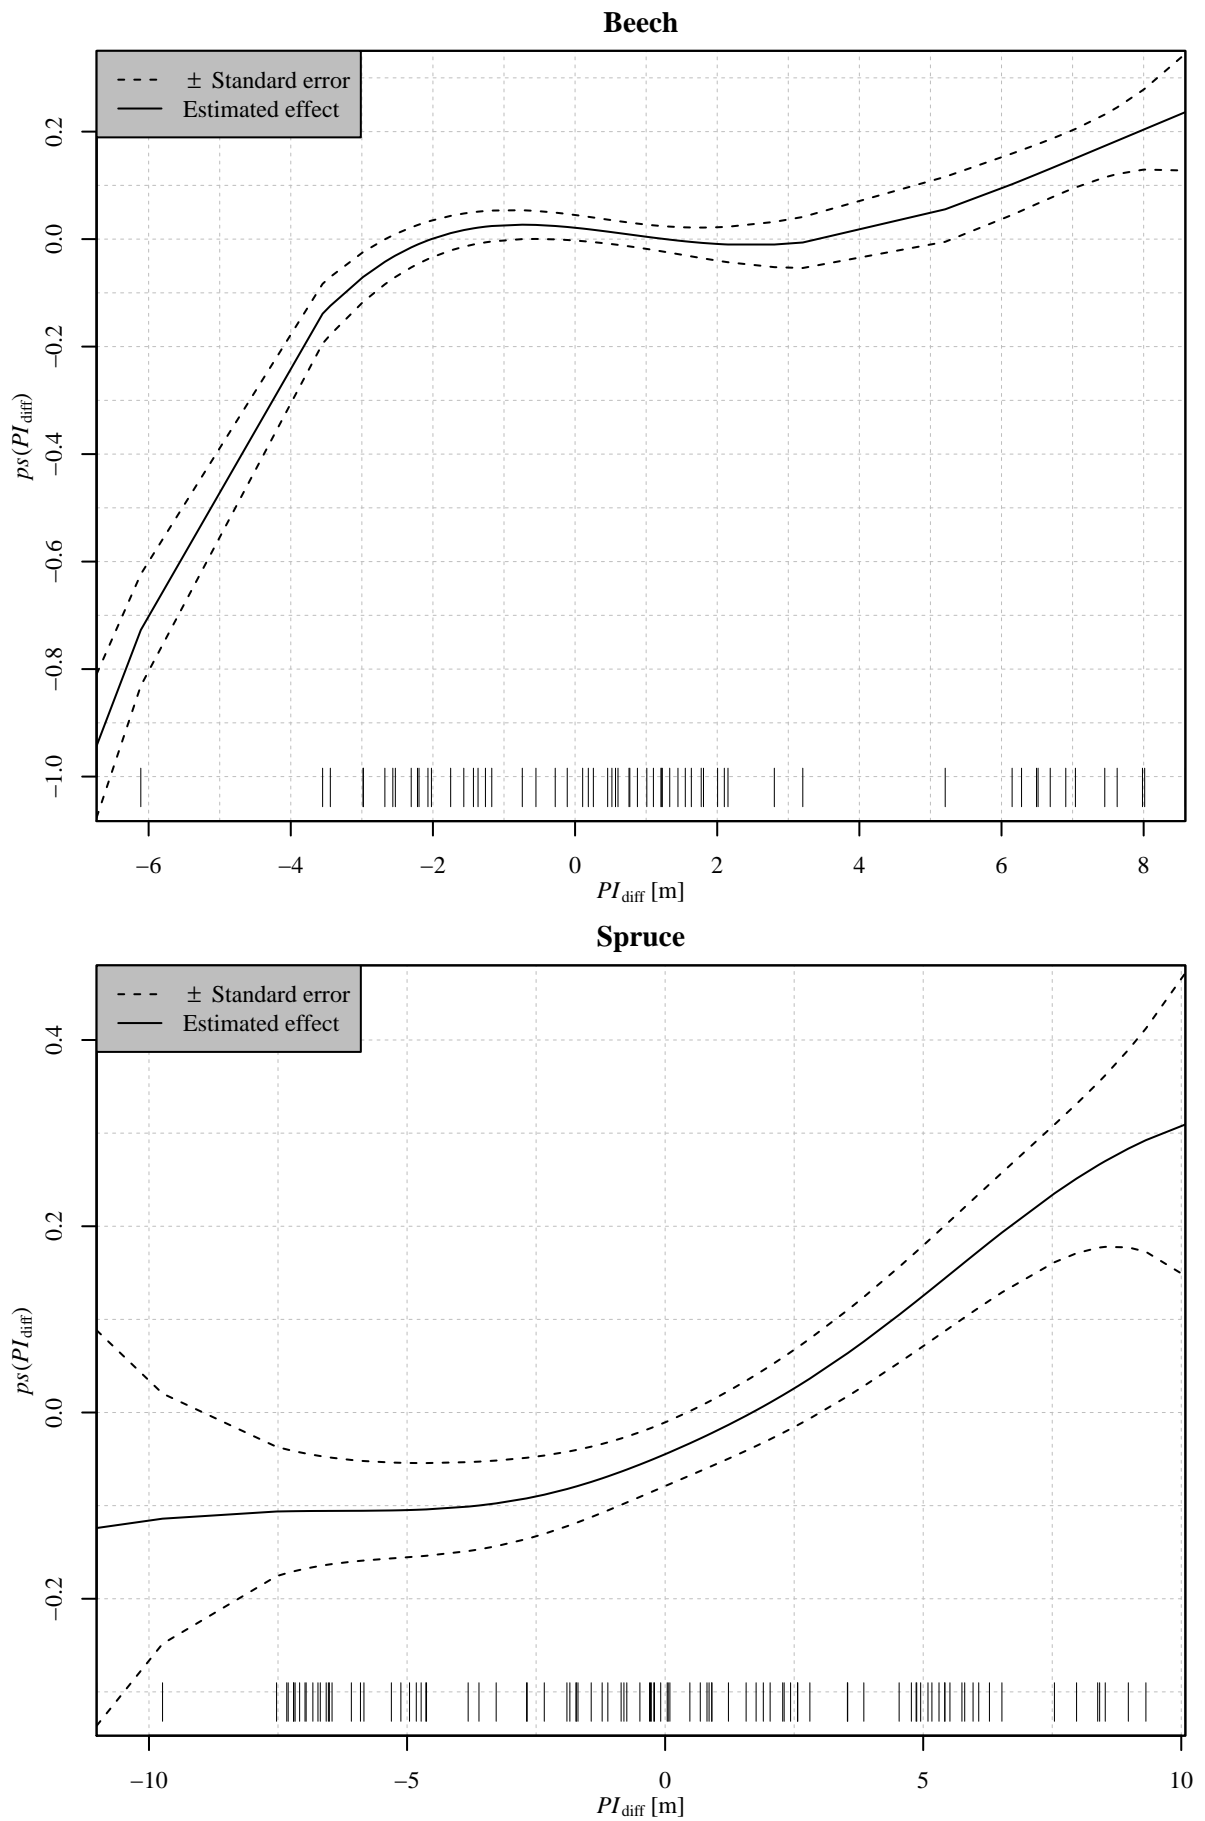 Beech
± Standard error
Estimated effect
0.2
0.0
−0.2
−0.4
−0.6
−0.8
−1.0
ps(PIdiff)
−6 −4 −2 0 2 4 6 8
PIdiff [m]
Spruce
± Standard error
Estimated effect
0.4
0.2
0.0
−0.2
ps(PIdiff)
−10 −5 0 5 10
PIdiff [m]